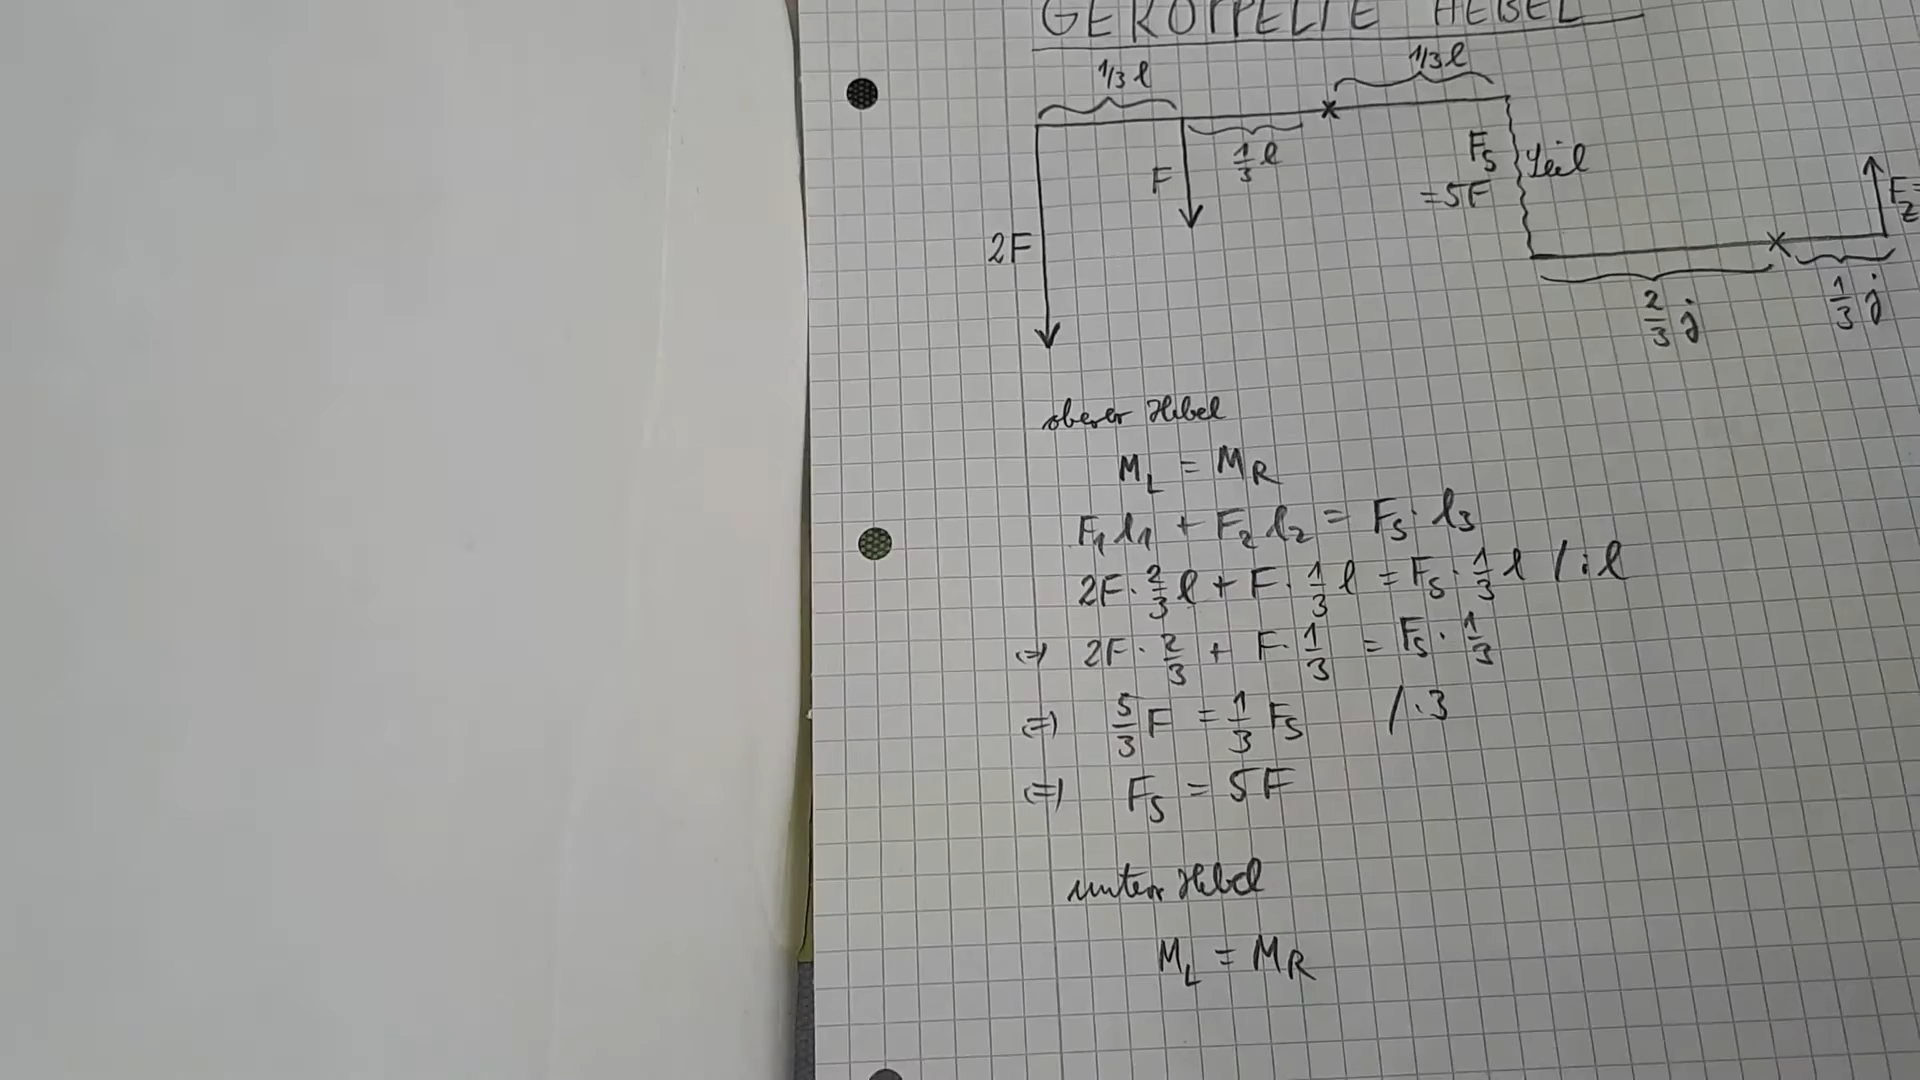 GEKOPPELTE HEBEL
1/3 l
1/3 l
1/3 l
F
F_S
= 5F
Seil
F_Z =
2F
2/3 j
1/3 j
oberer Hebel
M_L = M_R
F_1 l_1 + F_2 l_2 = F_S · l_3
2F · 2/3 l + F · 1/3 l = F_S · 1/3 l / : l
⇒ 2F · 2/3 + F · 1/3 = F_S · 1/3
⇔ 5/3 F = 1/3 F_S / · 3
⇔ F_S = 5F
unterer Hebel
M_L = M_R